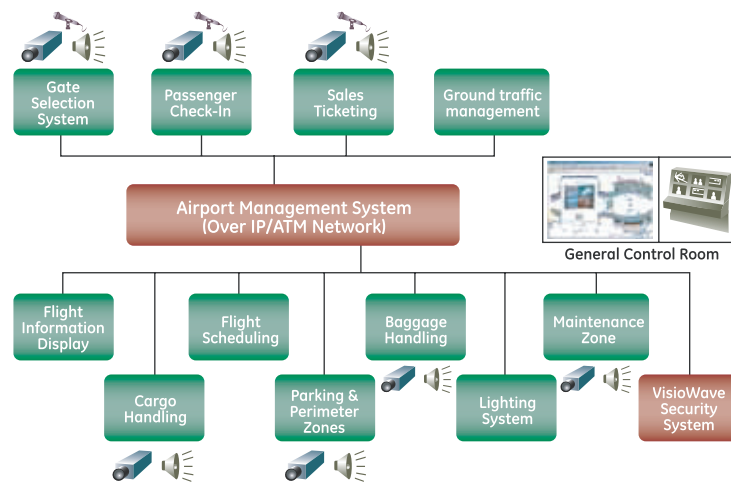 Gate
Selection
System
Passenger
Check-In
Sales
Ticketing
Ground traffic
management
Airport Management System
(Over IP/ATM Network)
General Control Room
Flight
Information
Display
Flight
Scheduling
Baggage
Handling
Maintenance
Zone
Cargo
Handling
Parking &
Perimeter
Zones
Lighting
System
VisioWave
Security
System